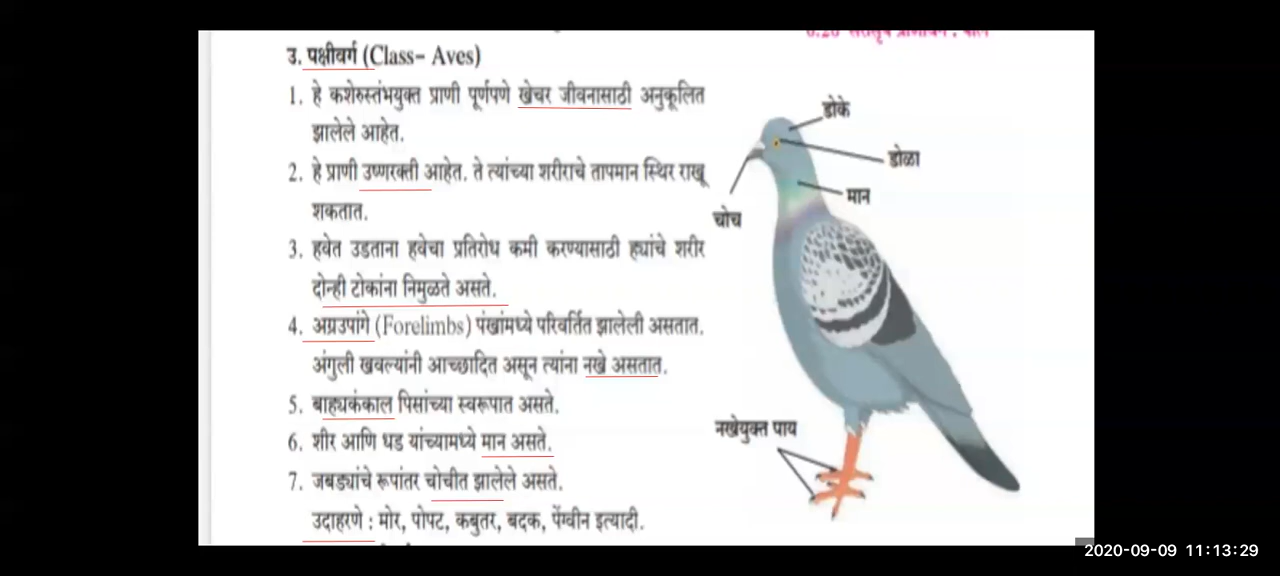 उ. पक्षीवर्ग (Class- Aves)
1. हे कशेरुस्तंभयुक्त प्राणी पूर्णपणे खेचर जीवनासाठी अनुकूलित
झालेले आहेत.
2. हे प्राणी उष्णरक्ती आहेत. ते त्यांच्या शरीराचे तापमान स्थिर राखू
शकतात.
3. हवेत उडताना हवेचा प्रतिरोध कमी करण्यासाठी ह्यांचे शरीर
दोन्ही टोकांना निमुळते असते.
4. अग्रउपांगे (Forelimbs) पंखांमध्ये परिवर्तित झालेली असतात.
अंगुली खवल्यांनी आच्छादित असून त्यांना नखे असतात.
5. बाह्यकंकाल पिसांच्या स्वरूपात असते.
6. शीर आणि धड यांच्यामध्ये मान असते.
7. जबड्यांचे रूपांतर चोचीत झालेले असते.
उदाहरणे : मोर, पोपट, कबुतर, बदक, पेंग्वीन इत्यादी.
डोके
डोळा
मान
चोच
नखेयुक्त पाय
2020-09-09 11:13:29